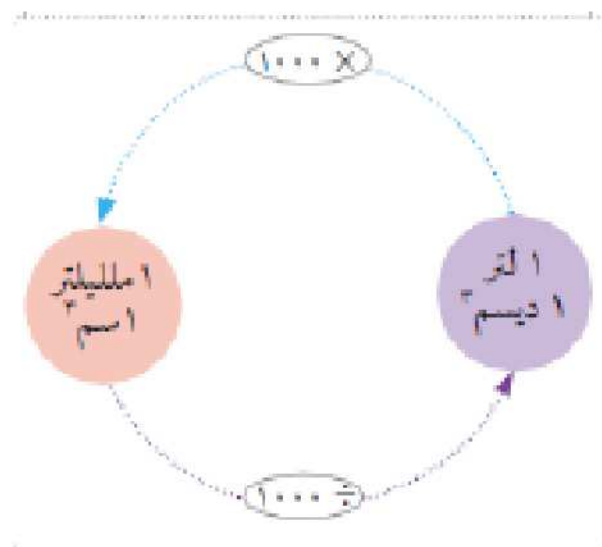 × ١٠٠٠
١ لتر
١ ديسم٣
١ ملليلتر
١ سم٣
÷ ١٠٠٠